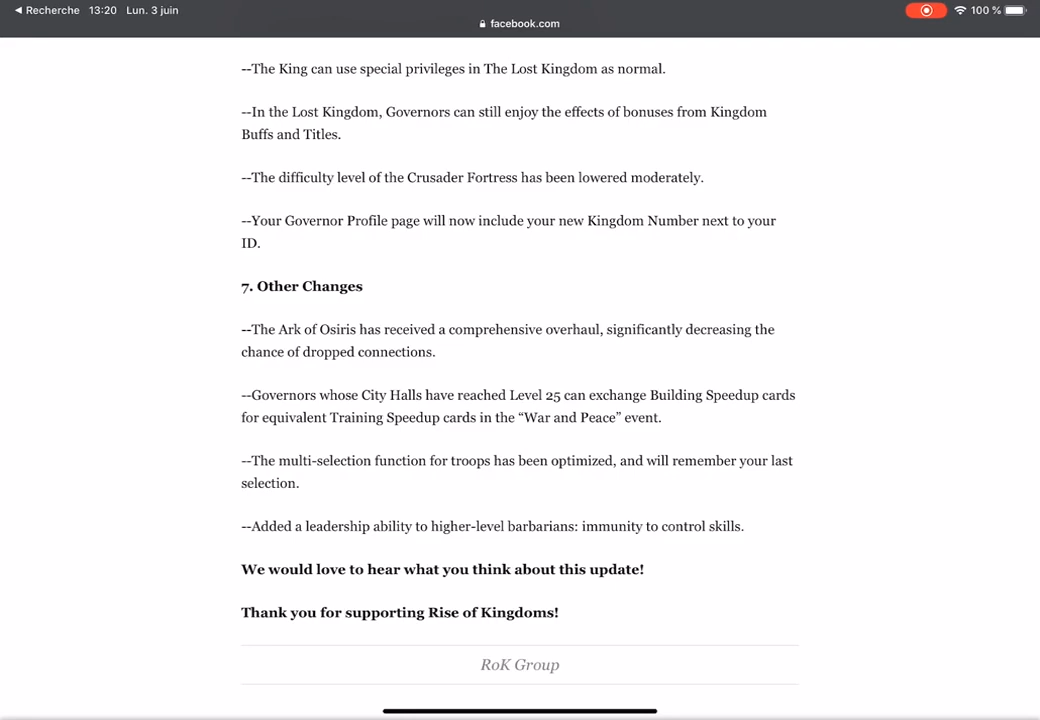 ◄ Recherche 13:20 Lun. 3 juin 100 %
facebook.com
--The King can use special privileges in The Lost Kingdom as normal.
--In the Lost Kingdom, Governors can still enjoy the effects of bonuses from Kingdom
Buffs and Titles.
--The difficulty level of the Crusader Fortress has been lowered moderately.
--Your Governor Profile page will now include your new Kingdom Number next to your
ID.
7. Other Changes
--The Ark of Osiris has received a comprehensive overhaul, significantly decreasing the
chance of dropped connections.
--Governors whose City Halls have reached Level 25 can exchange Building Speedup cards
for equivalent Training Speedup cards in the “War and Peace” event.
--The multi-selection function for troops has been optimized, and will remember your last
selection.
--Added a leadership ability to higher-level barbarians: immunity to control skills.
We would love to hear what you think about this update!
Thank you for supporting Rise of Kingdoms!
RoK Group